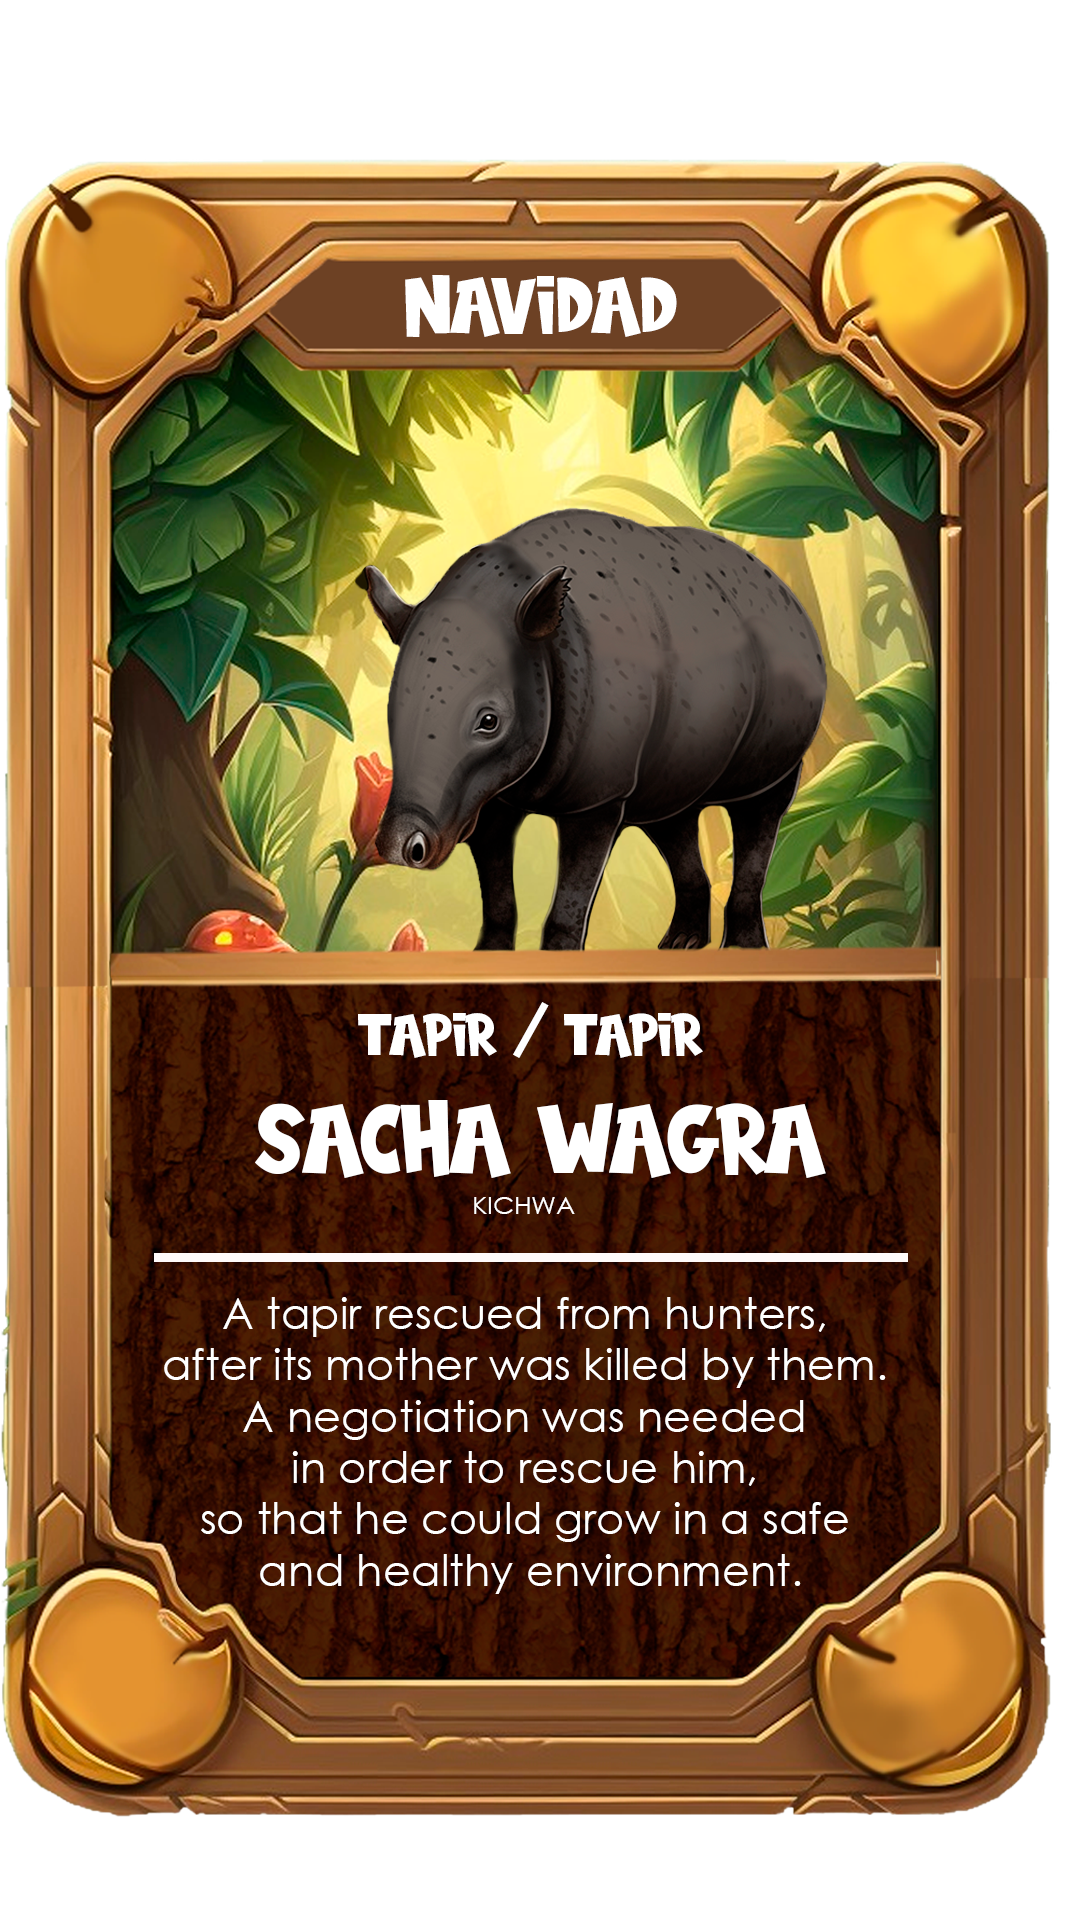 NAViDAD
TAPiR / TAPiR
SACHA WAGRA
KICHWA
A tapir rescued from hunters,
after its mother was killed by them.
A negotiation was needed
in order to rescue him,
so that he could grow in a safe
and healthy environment.